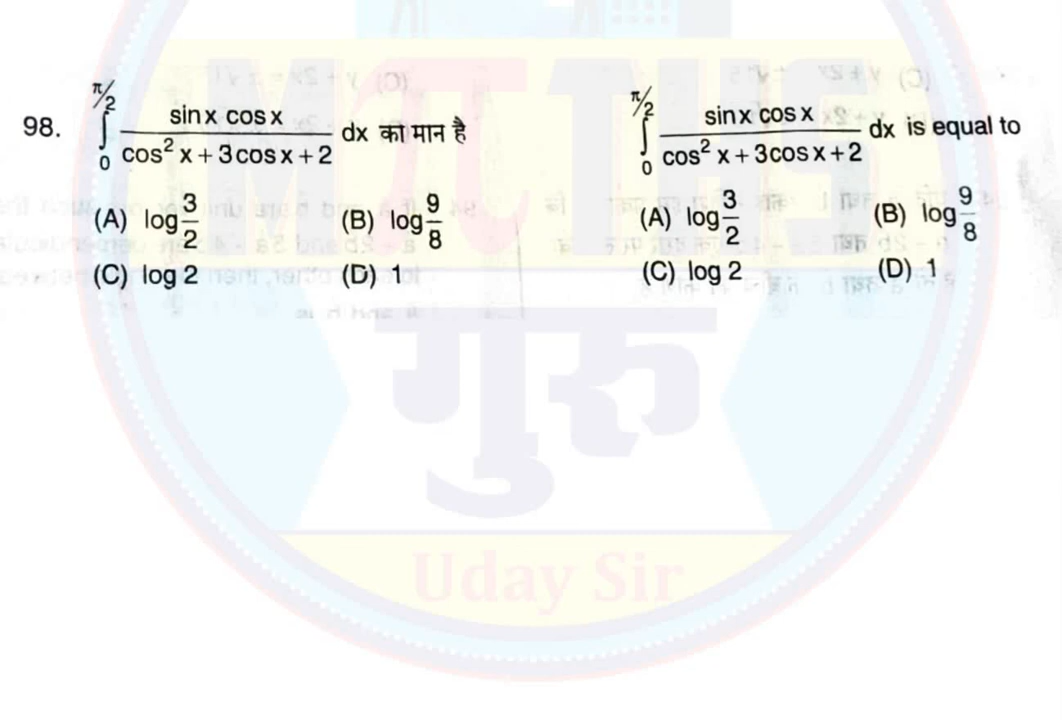 98. ∫₀^{π/2} (sin x cos x)/(cos² x + 3 cos x + 2) dx का मान है
(A) log 3/2 (B) log 9/8
(C) log 2 (D) 1
∫₀^{π/2} (sin x cos x)/(cos² x + 3 cos x + 2) dx is equal to
(A) log 3/2 (B) log 9/8
(C) log 2 (D) 1
MπTHS
गुरु
Uday Sir